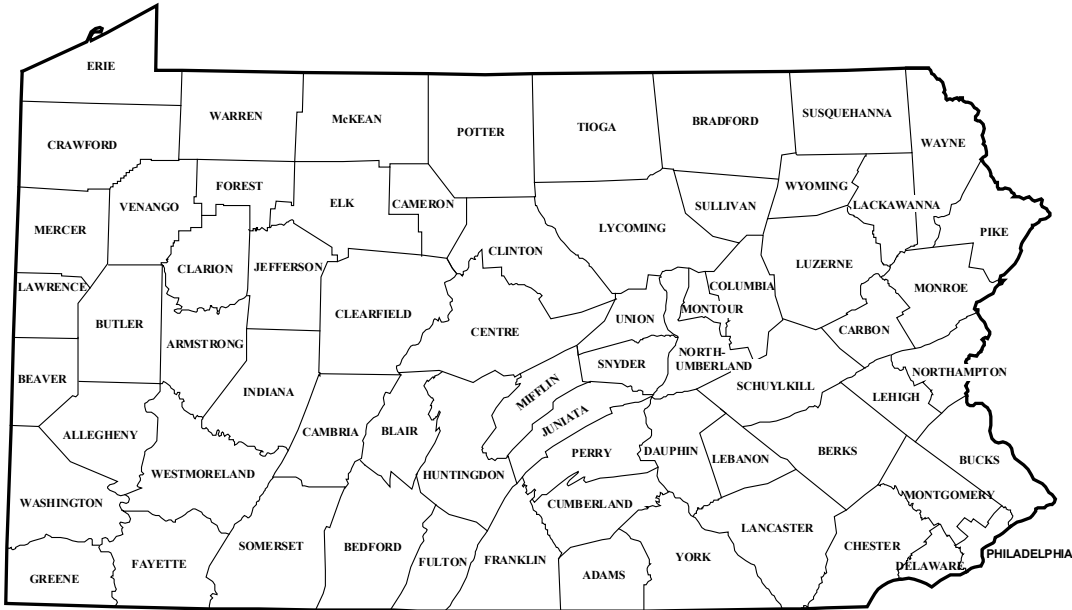 ERIE
WARREN
McKEAN
POTTER
TIOGA
BRADFORD
SUSQUEHANNA
WAYNE
CRAWFORD
FOREST
ELK
CAMERON
VENANGO
SULLIVAN
WYOMING
LACKAWANNA
MERCER
LYCOMING
PIKE
CLINTON
CLARION
JEFFERSON
LUZERNE
LAWRENCE
COLUMBIA
MONROE
MONTOUR
CLEARFIELD
UNION
BUTLER
CENTRE
CARBON
ARMSTRONG
NORTH-
UMBERLAND
SNYDER
NORTHAMPTON
BEAVER
SCHUYLKILL
INDIANA
MIFFLIN
LEHIGH
JUNIATA
ALLEGHENY
CAMBRIA
BLAIR
PERRY
DAUPHIN
LEBANON
BERKS
BUCKS
WESTMORELAND
HUNTINGDON
WASHINGTON
CUMBERLAND
MONTGOMERY
LANCASTER
SOMERSET
BEDFORD
CHESTER
PHILADELPHIA
FAYETTE
FULTON
FRANKLIN
YORK
DELAWARE
GREENE
ADAMS